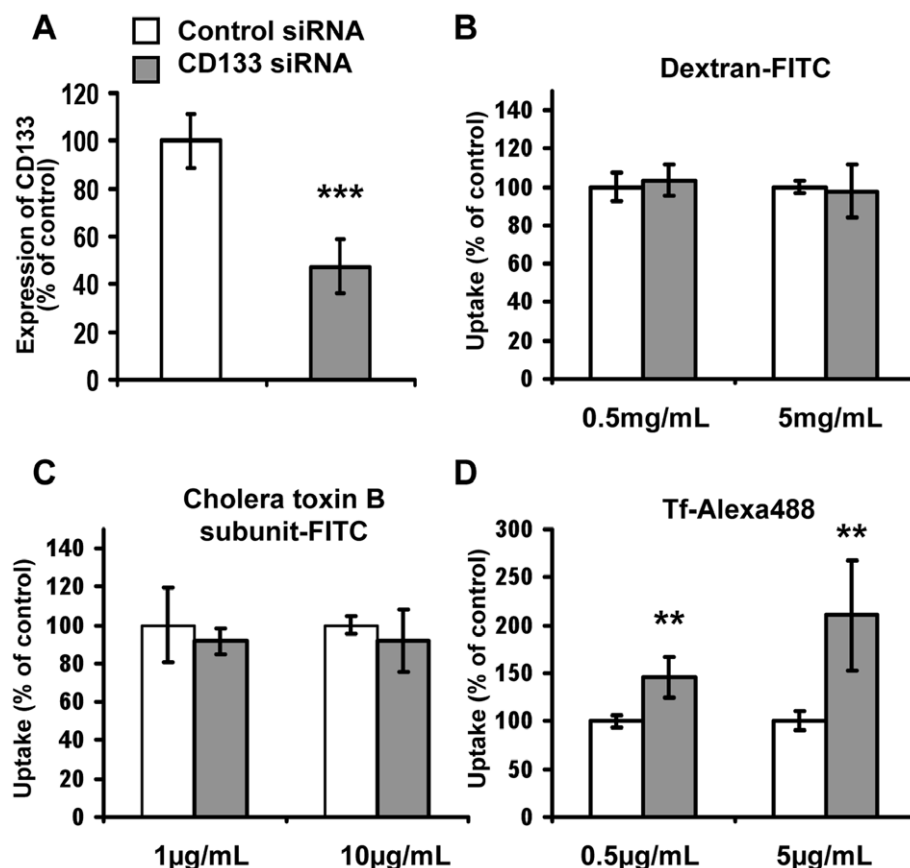 A
Control siRNA
CD133 siRNA
Expression of CD133
(% of control)
120
100
80
60
40
20
0
***
B
Dextran-FITC
Uptake (% of control)
140
120
100
80
60
40
20
0
0.5mg/mL 5mg/mL
C
Cholera toxin B
subunit-FITC
Uptake (% of control)
140
120
100
80
60
40
20
0
1µg/mL 10µg/mL
D
Tf-Alexa488
Uptake (% of control)
300
250
200
150
100
50
0
**
**
0.5µg/mL 5µg/mL